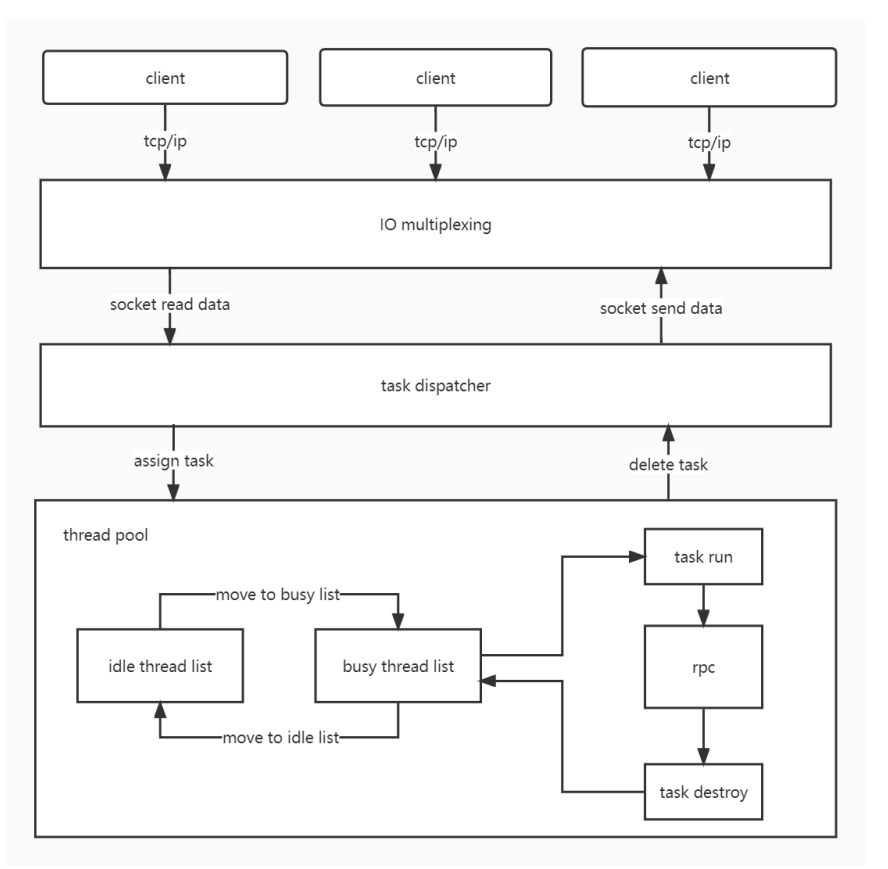 client
client
client
tcp/ip
tcp/ip
tcp/ip
IO multiplexing
socket read data
socket send data
task dispatcher
assign task
delete task
thread pool
task run
move to busy list
idle thread list
busy thread list
rpc
move to idle list
task destroy